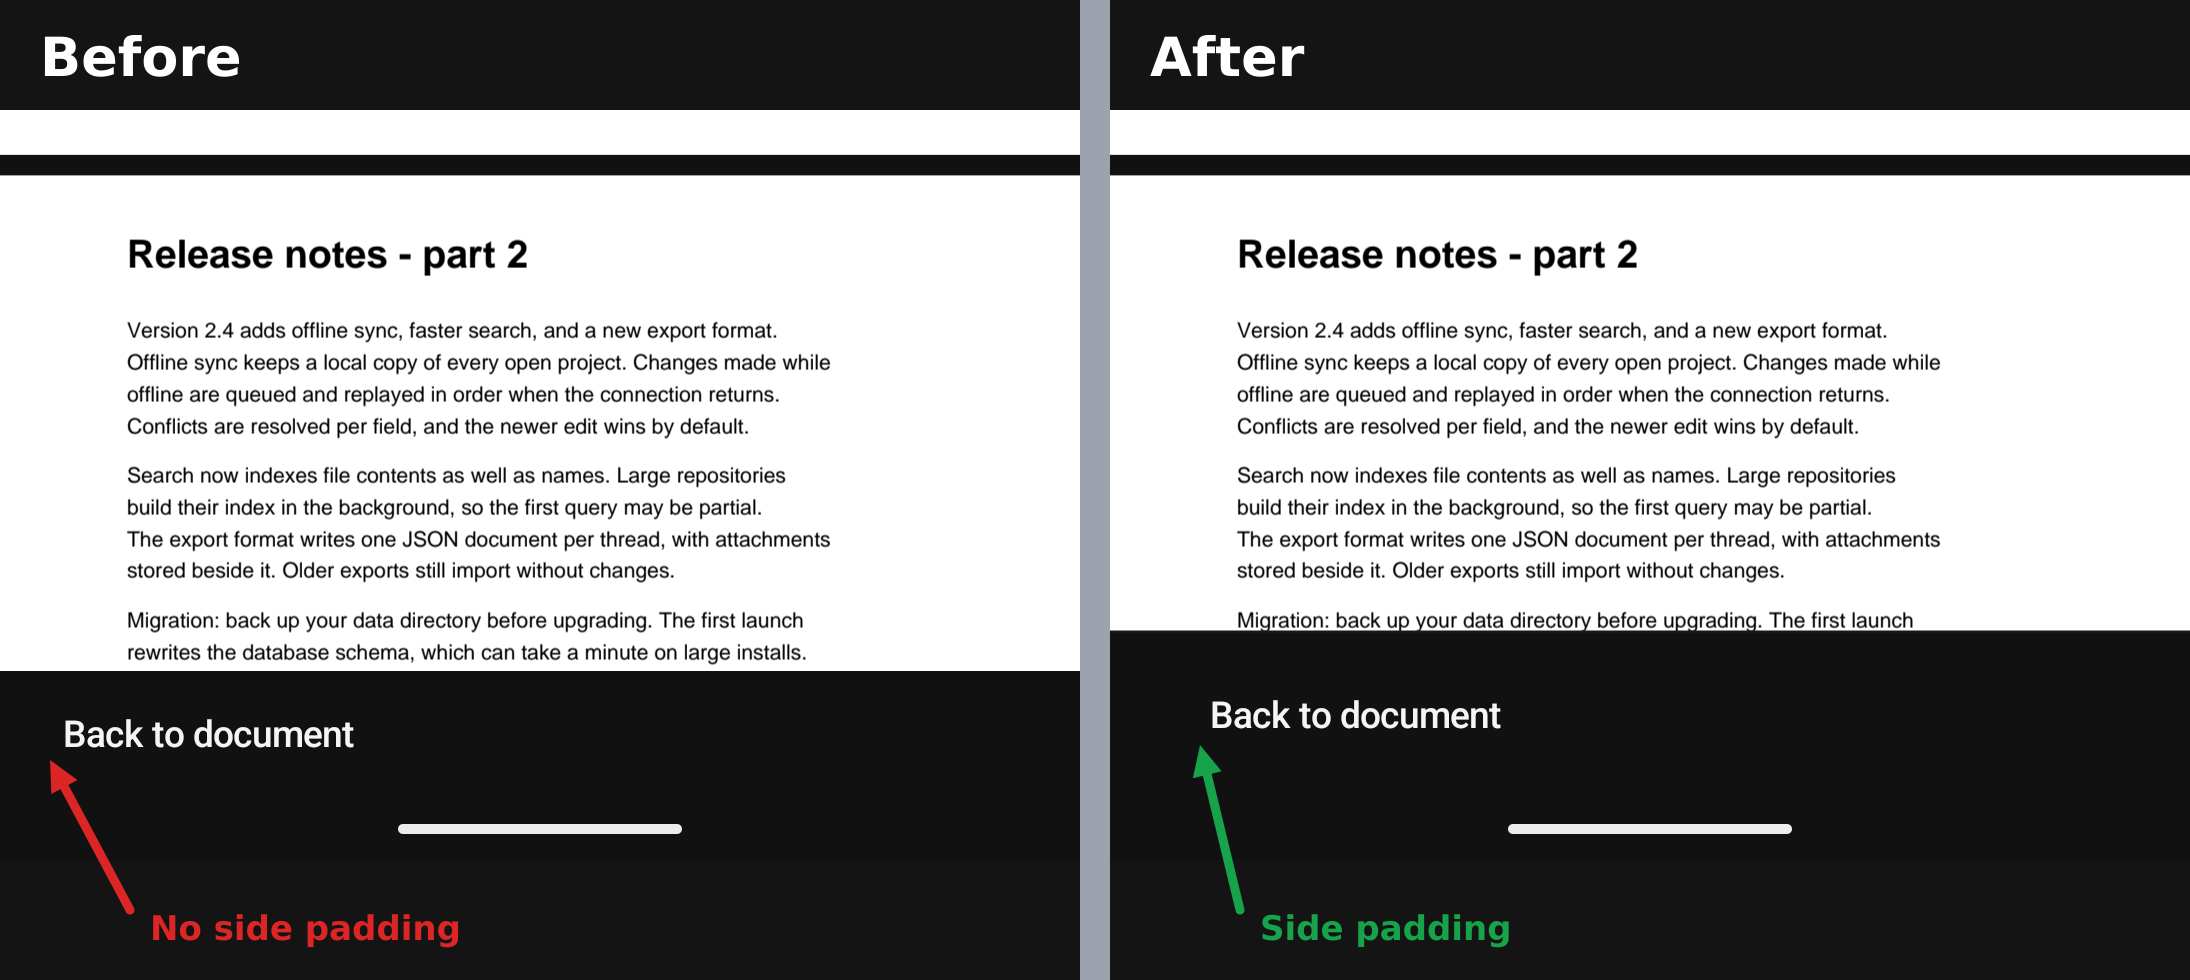 Before
Release notes - part 2
Version 2.4 adds offline sync, faster search, and a new export format.
Offline sync keeps a local copy of every open project. Changes made while
offline are queued and replayed in order when the connection returns.
Conflicts are resolved per field, and the newer edit wins by default.
Search now indexes file contents as well as names. Large repositories
build their index in the background, so the first query may be partial.
The export format writes one JSON document per thread, with attachments
stored beside it. Older exports still import without changes.
Migration: back up your data directory before upgrading. The first launch
rewrites the database schema, which can take a minute on large installs.
Back to document
No side padding
After
Release notes - part 2
Version 2.4 adds offline sync, faster search, and a new export format.
Offline sync keeps a local copy of every open project. Changes made while
offline are queued and replayed in order when the connection returns.
Conflicts are resolved per field, and the newer edit wins by default.
Search now indexes file contents as well as names. Large repositories
build their index in the background, so the first query may be partial.
The export format writes one JSON document per thread, with attachments
stored beside it. Older exports still import without changes.
Migration: back up your data directory before upgrading. The first launch
Back to document
Side padding